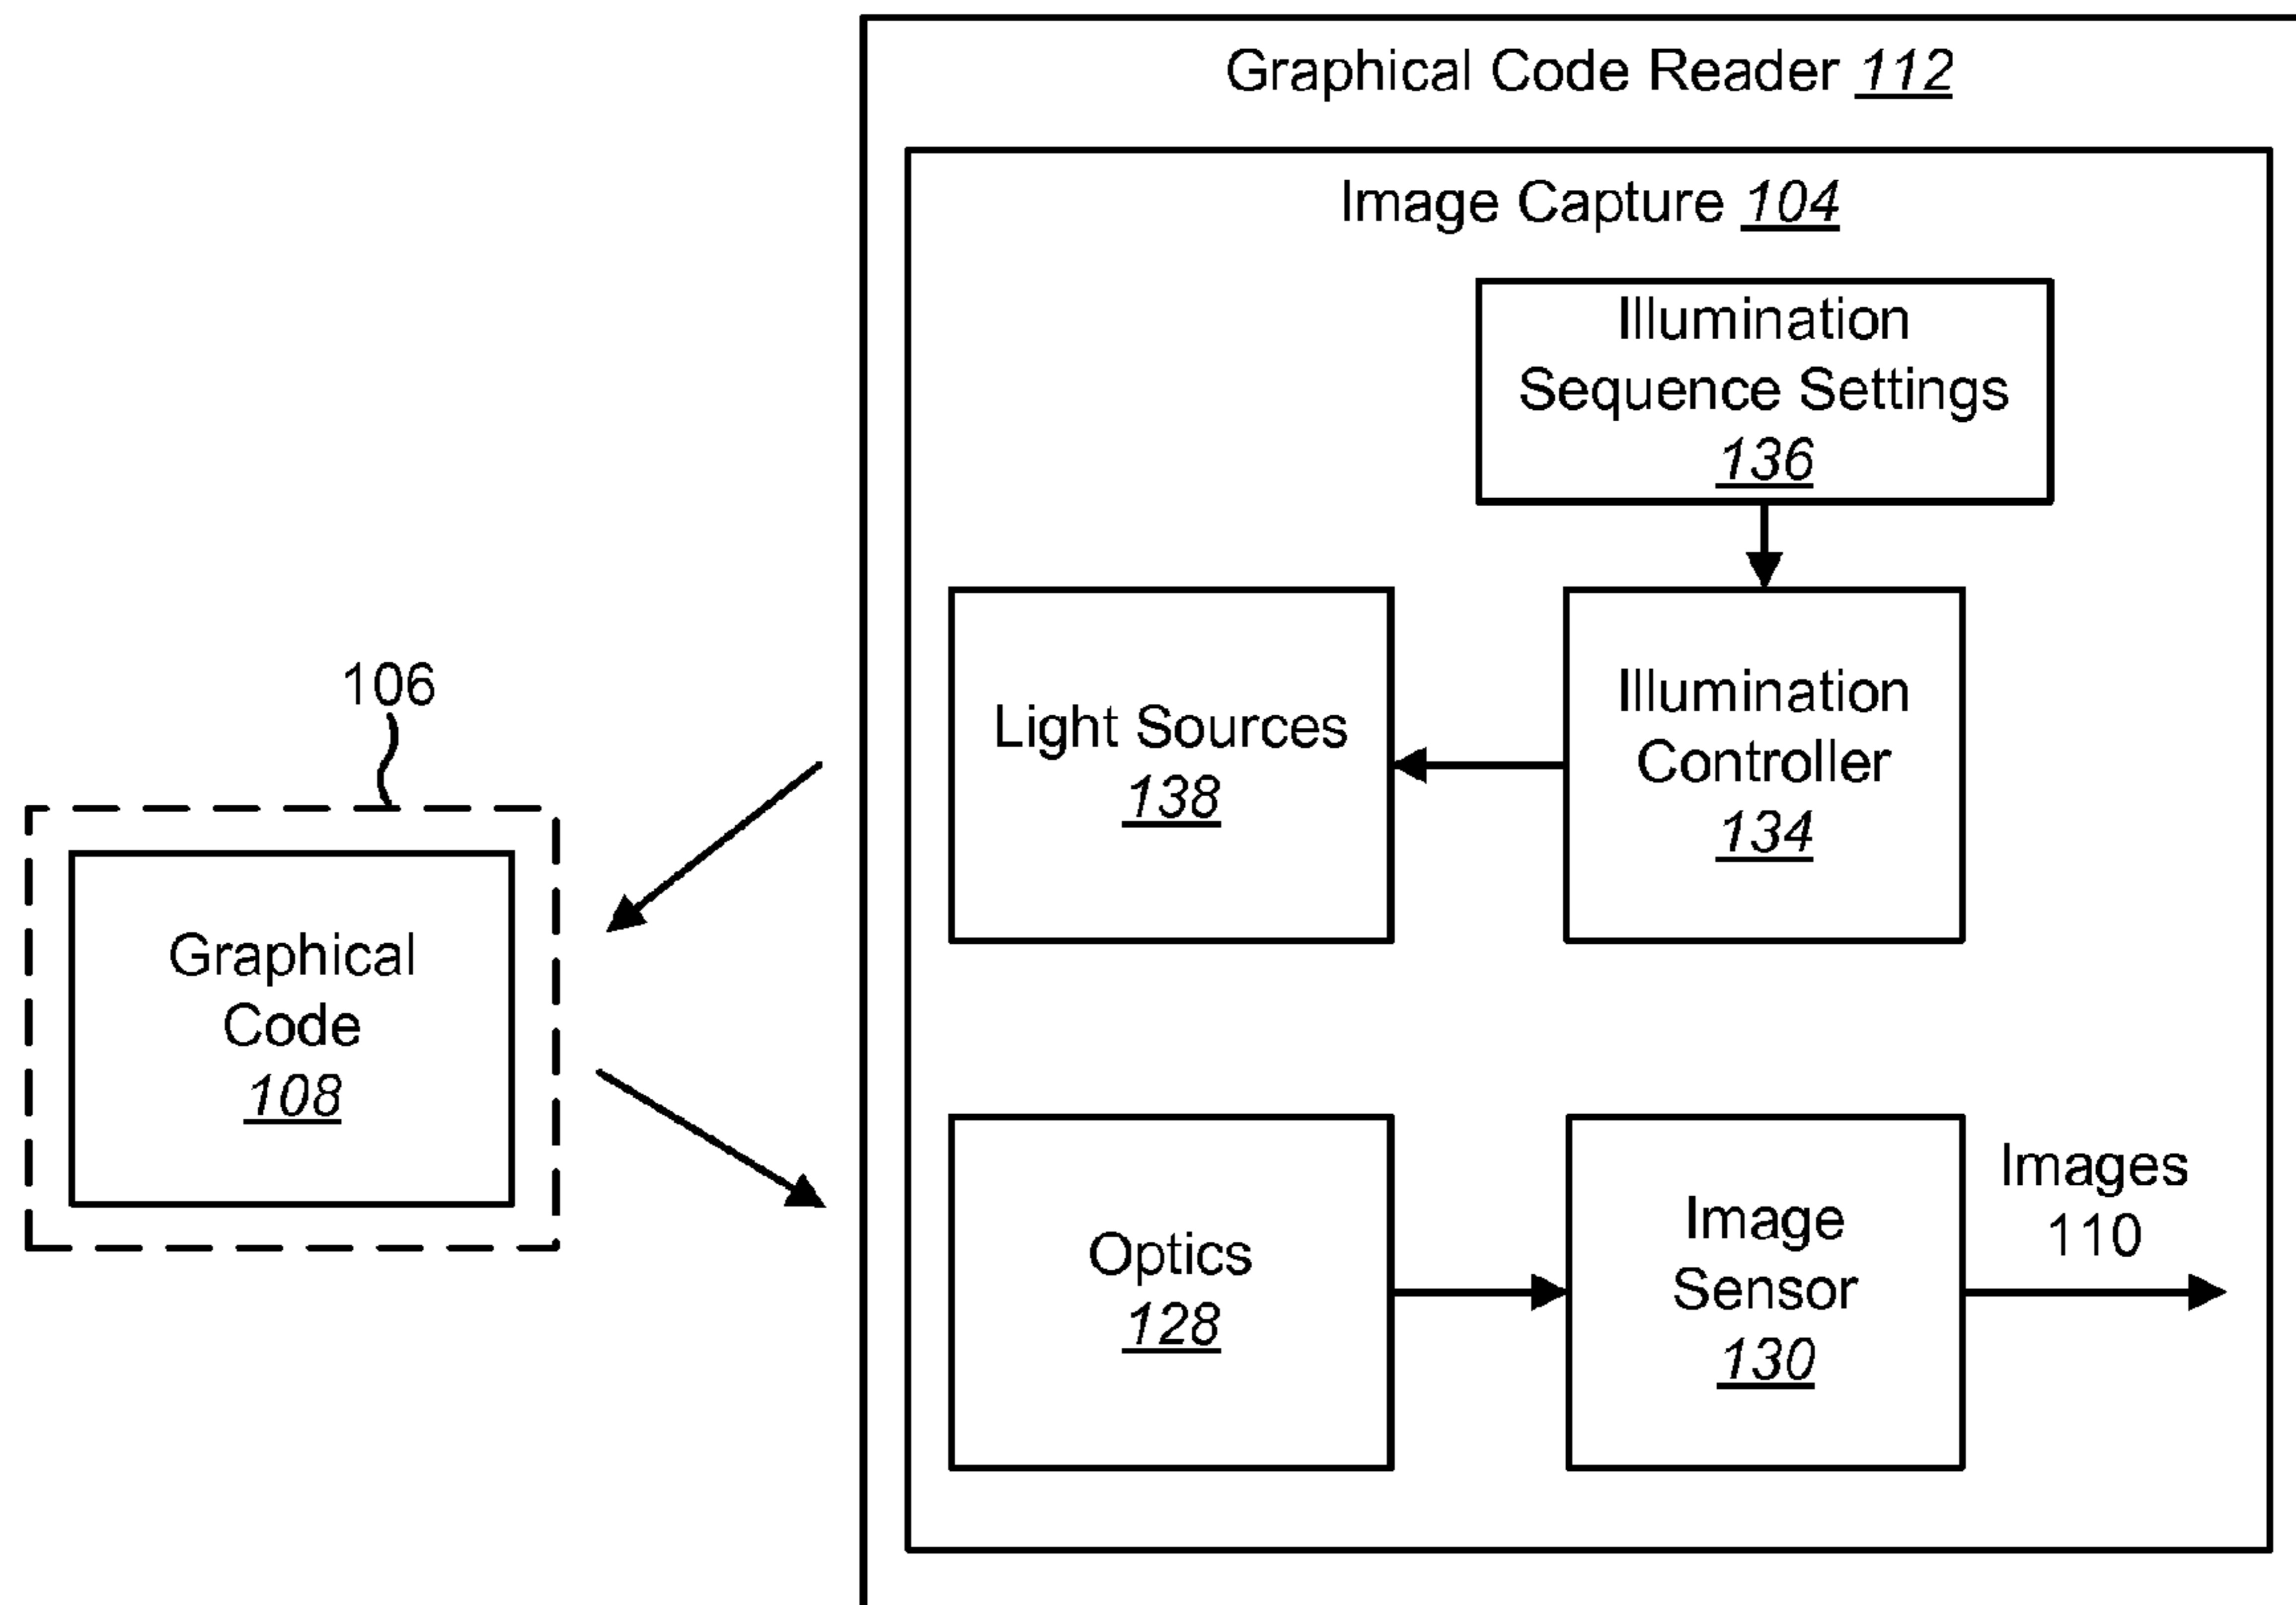 Graphical Code Reader 112
Image Capture 104
Illumination
Sequence Settings
136
Light Sources
138
Illumination
Controller
134
106
Graphical
Code
108
Optics
128
Image
Sensor
130
Images
110